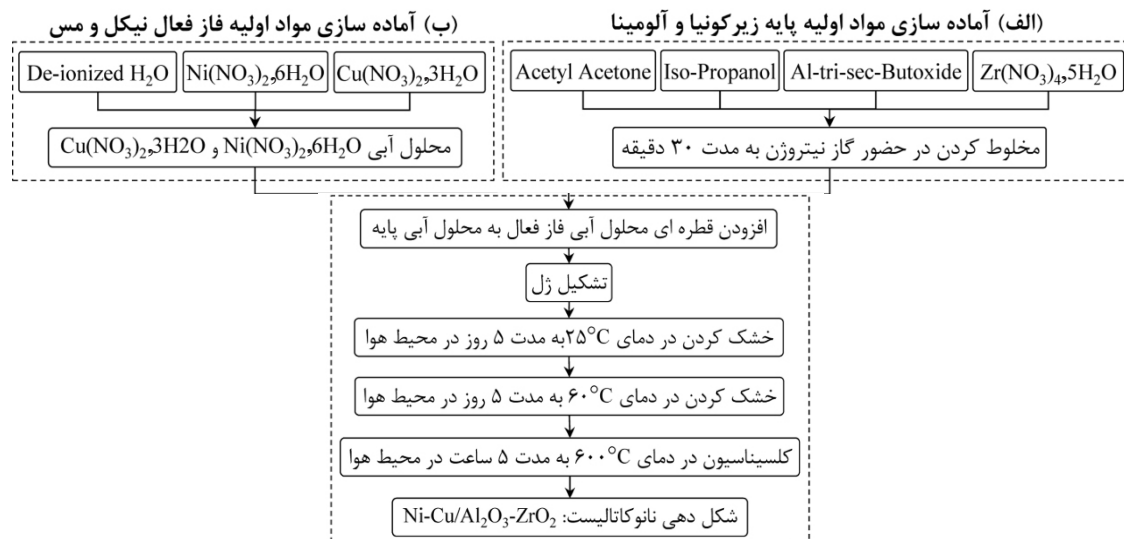 (الف) آماده سازی مواد اولیه پایه زیرکونیا و آلومینا
(ب) آماده سازی مواد اولیه فاز فعال نیکل و مس
Zr(NO₃)₄,5H₂O
Al-tri-sec-Butoxide
Iso-Propanol
Acetyl Acetone
Cu(NO₃)₂,3H₂O
Ni(NO₃)₂,6H₂O
De-ionized H₂O
مخلوط کردن در حضور گاز نیتروژن به مدت ۳۰ دقیقه
محلول آبی Ni(NO₃)₂,6H₂O و Cu(NO₃)₂,3H2O
افزودن قطره ای محلول آبی فاز فعال به محلول آبی پایه
تشکیل ژل
خشک کردن در دمای ۲۵°C به مدت ۵ روز در محیط هوا
خشک کردن در دمای ۶۰°C به مدت ۵ روز در محیط هوا
کلسیناسیون در دمای ۶۰۰°C به مدت ۵ ساعت در محیط هوا
شکل دهی نانوکاتالیست: Ni-Cu/Al₂O₃-ZrO₂